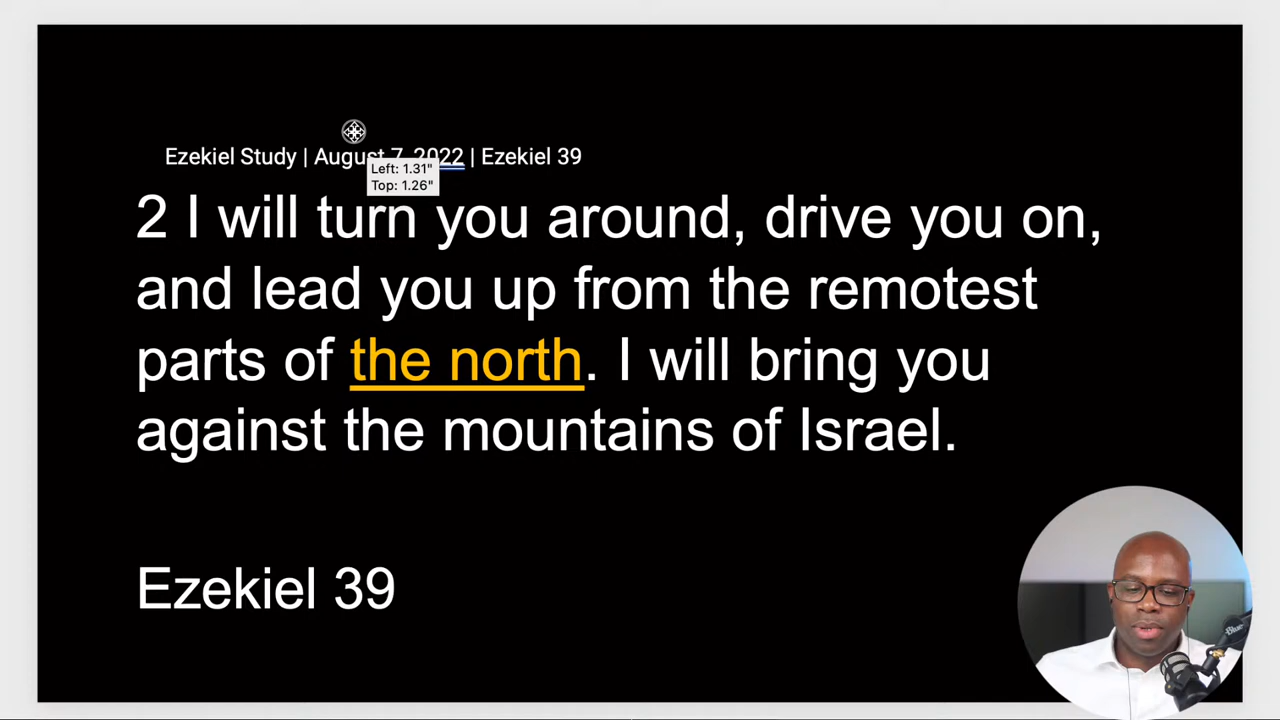 Ezekiel Study | August 7, 2022 | Ezekiel 39
Left: 1.31"
Top: 1.26"
2 I will turn you around, drive you on,
and lead you up from the remotest
parts of the north. I will bring you
against the mountains of Israel.
Ezekiel 39
Blue